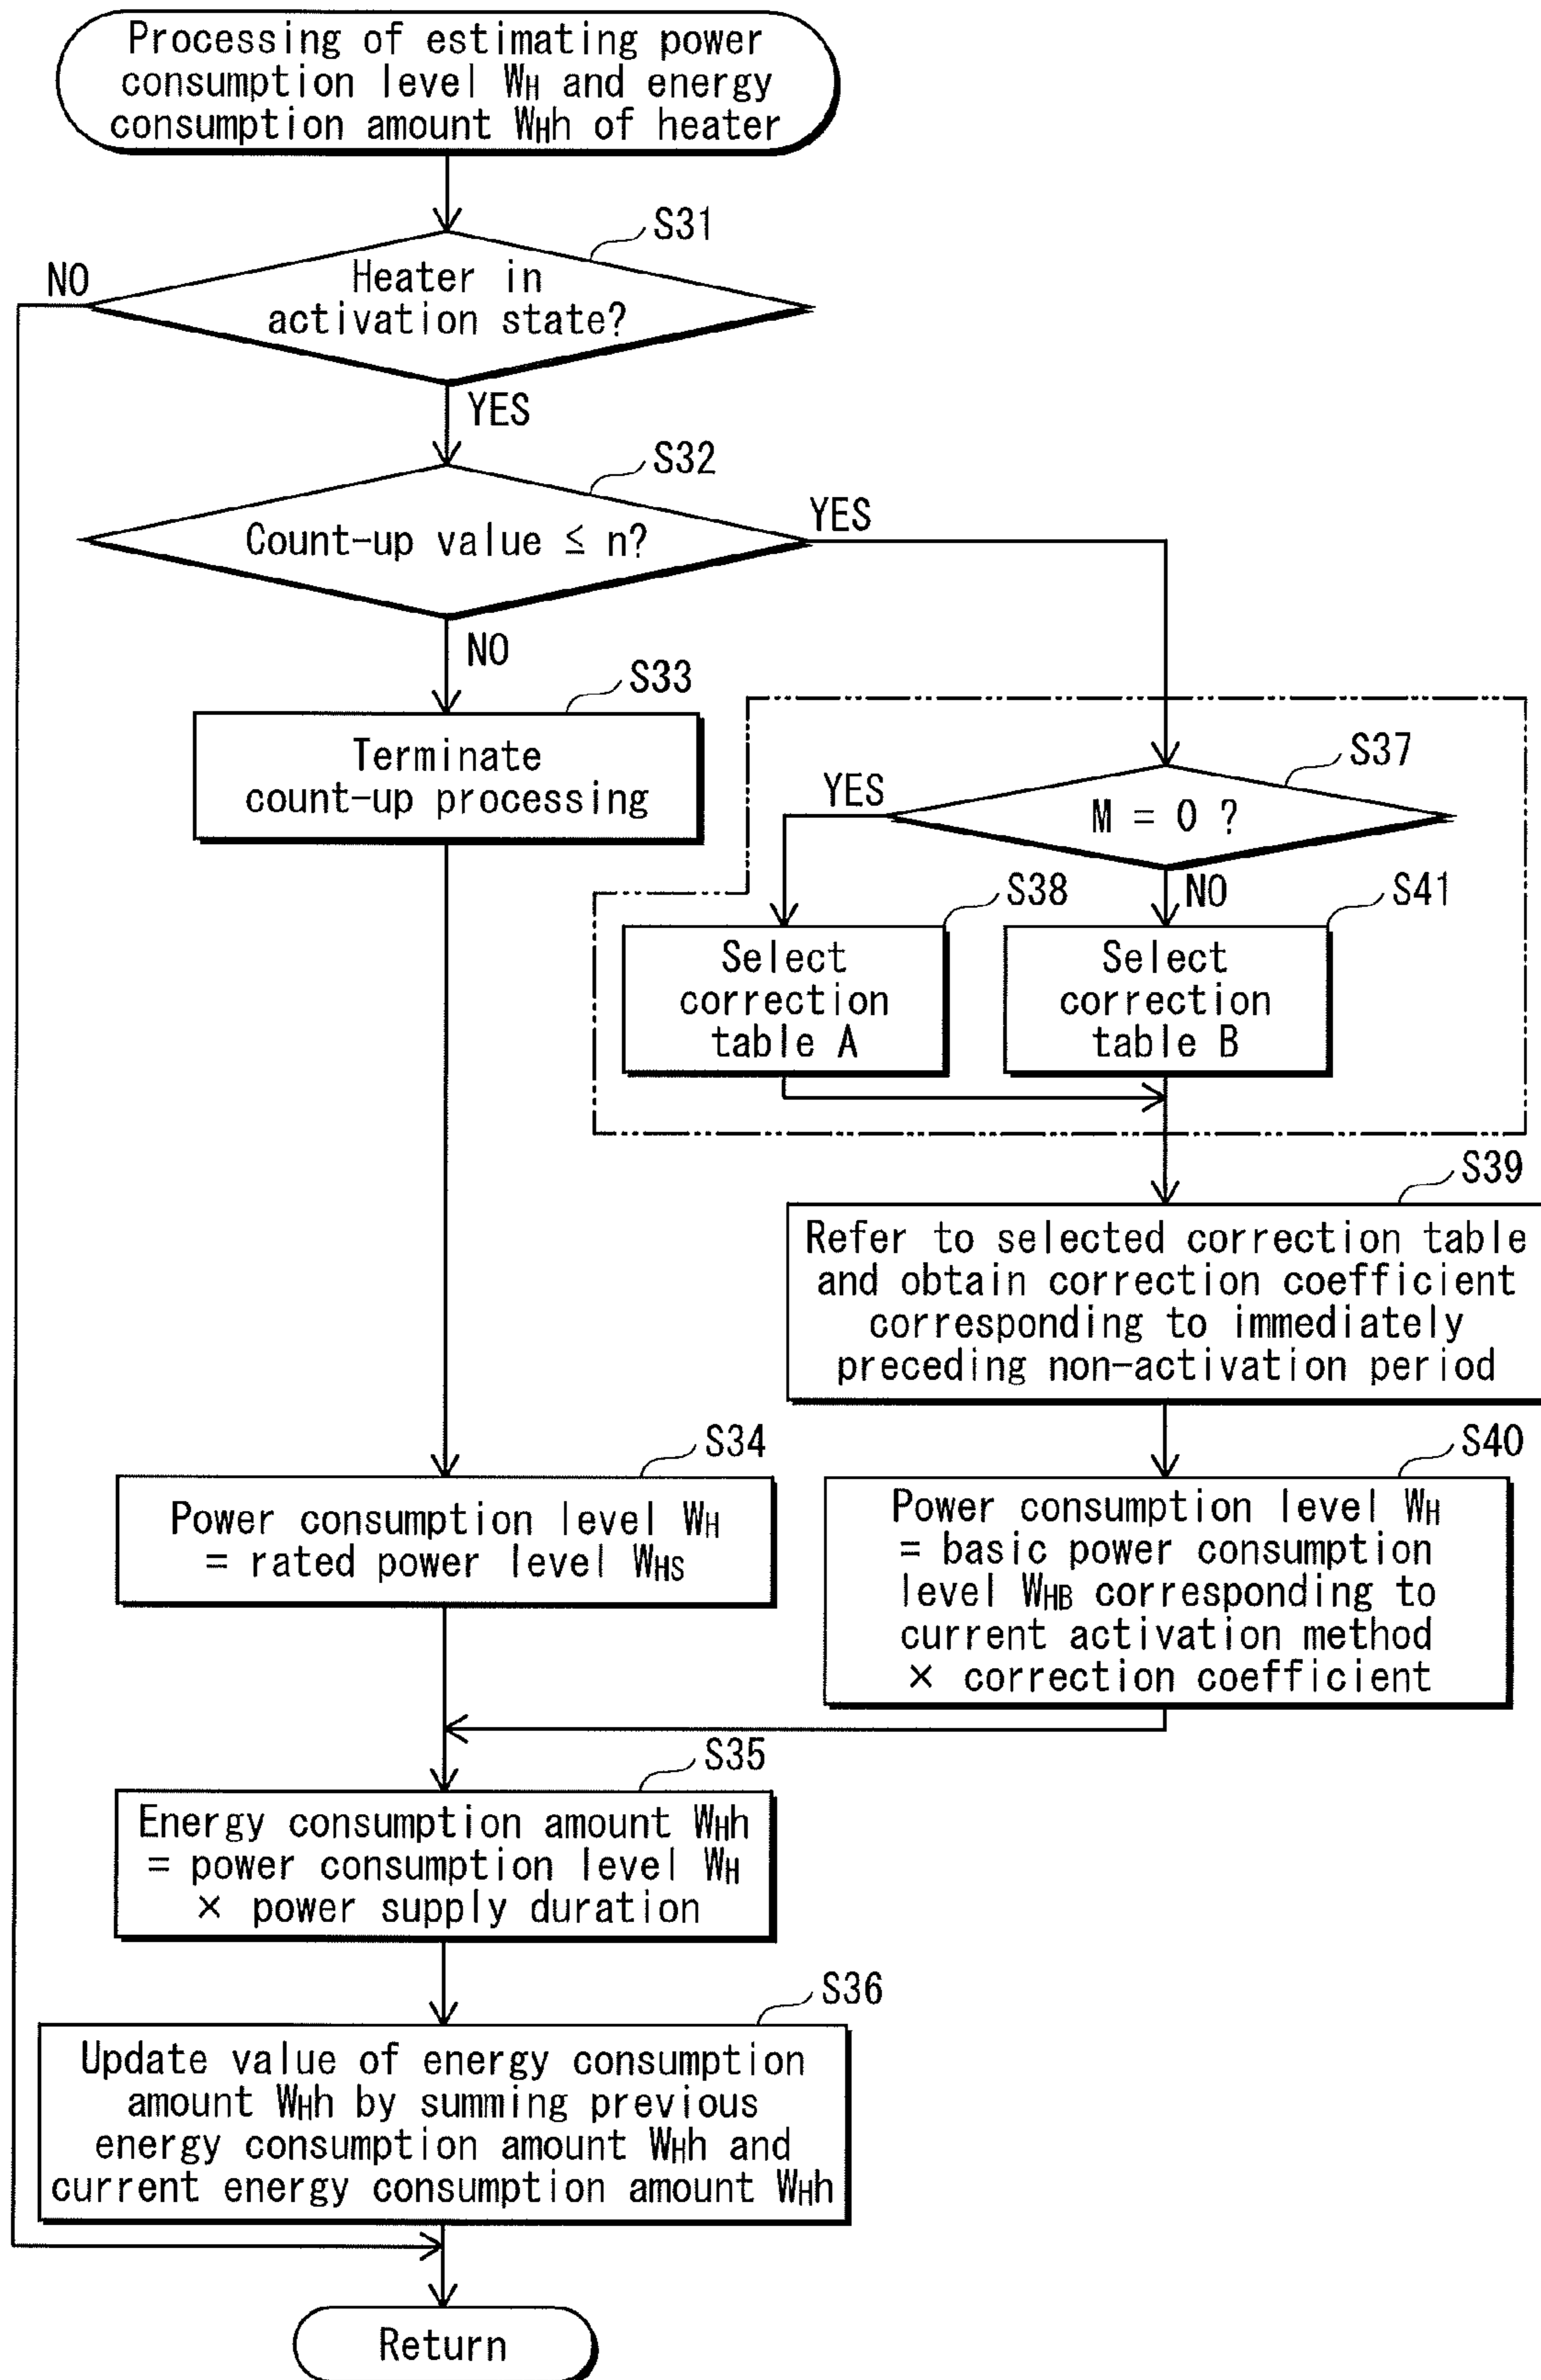 Processing of estimating power
consumption level WH and energy
consumption amount WHh of heater
S31
NO
Heater in
activation state?
YES
S32
YES
Count-up value ≦ n?
NO
S33
Terminate
count-up processing
S37
YES
M = 0 ?
NO
S38
S41
Select
correction
table A
Select
correction
table B
S39
Refer to selected correction table
and obtain correction coefficient
corresponding to immediately
preceding non-activation period
S34
Power consumption level WH
= rated power level WHS
S40
Power consumption level WH
= basic power consumption
level WHB corresponding to
current activation method
× correction coefficient
S35
Energy consumption amount WHh
= power consumption level WH
× power supply duration
S36
Update value of energy consumption
amount WHh by summing previous
energy consumption amount WHh and
current energy consumption amount WHh
Return